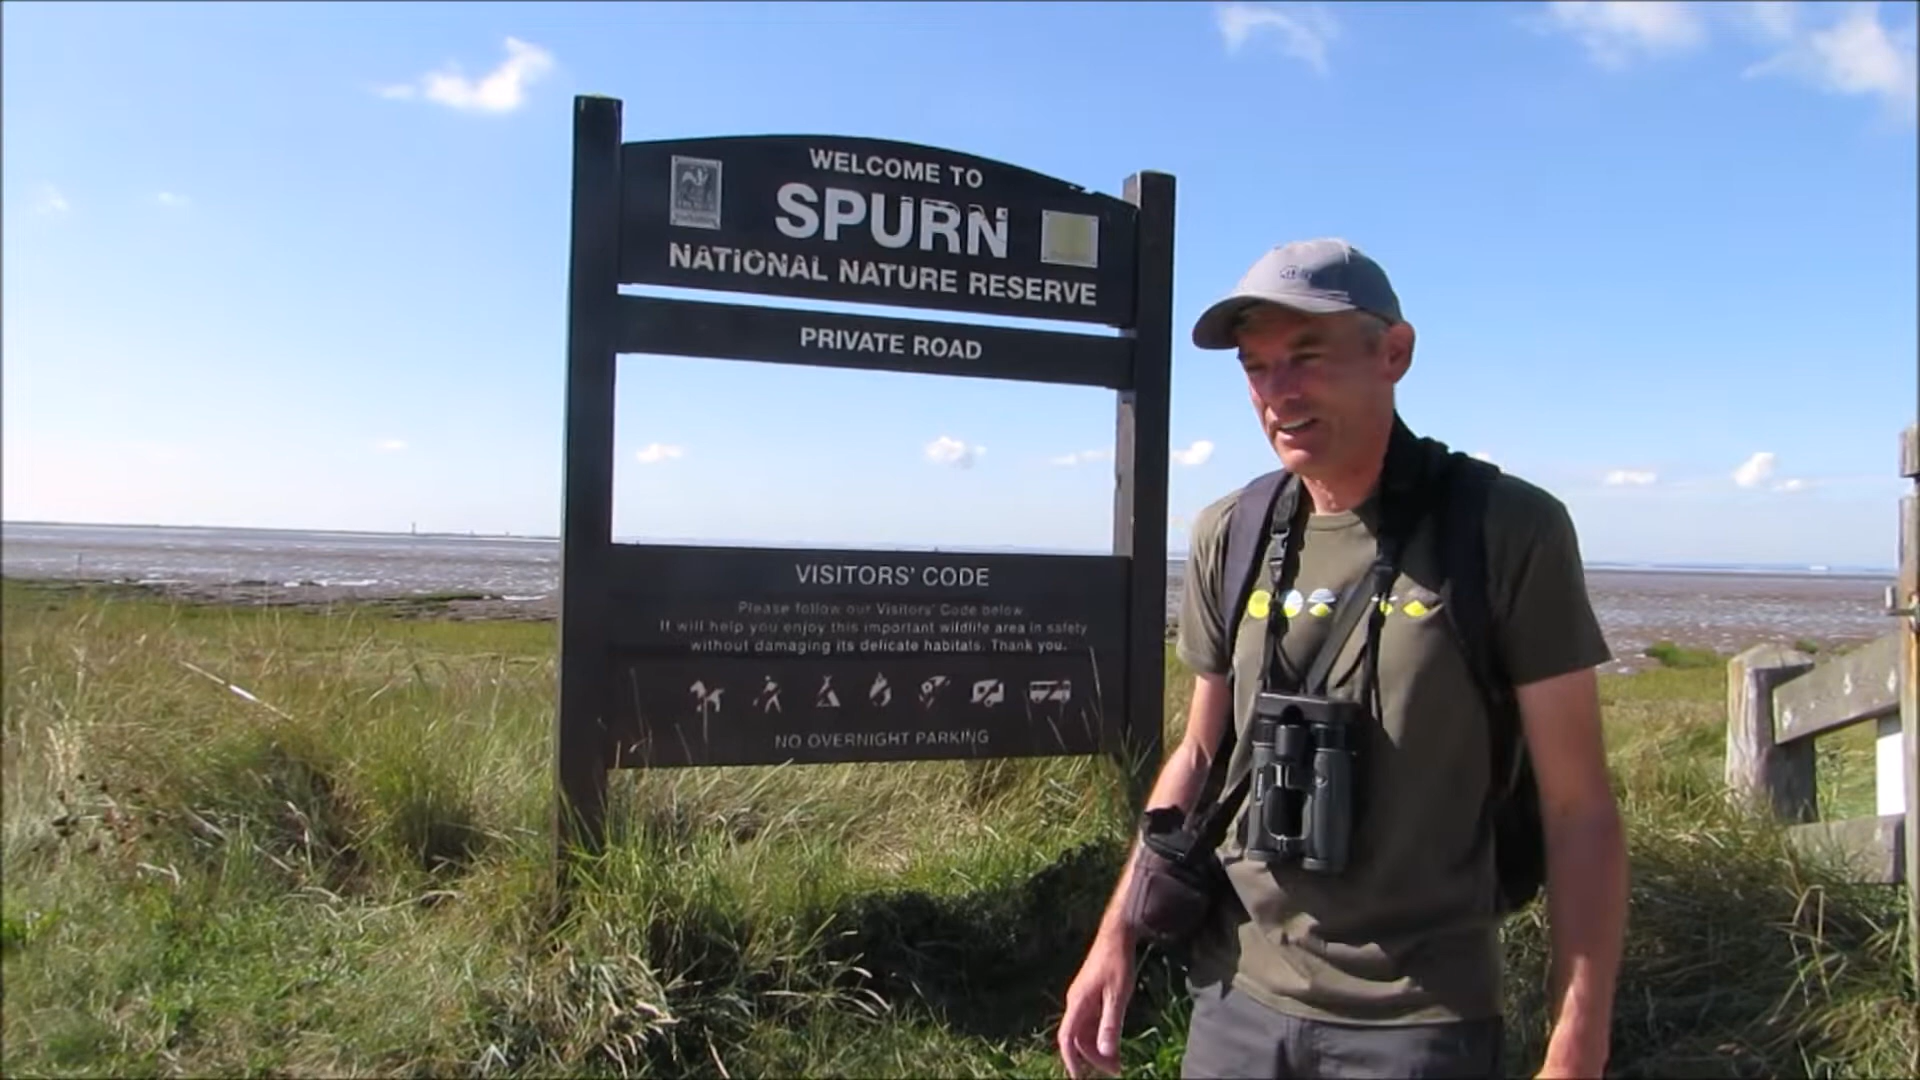 WELCOME TO
SPURN
NATIONAL NATURE RESERVE
PRIVATE ROAD
VISITORS' CODE
Please follow our Visitors' Code below
It will help you enjoy this important wildlife area in safety
without damaging its delicate habitats. Thank you.
NO OVERNIGHT PARKING